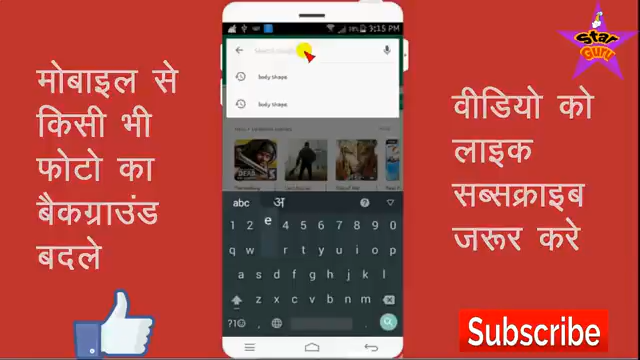 मोबाइल से
किसी भी
फोटो का
बैकग्राउंड
बदले
3:15 PM
body shape
body shape
abc अ
e
1 2 4 5 6 7 8 9 0
q w r t y u i o p
a s d f g h j k l
z x c v b n m
?1☺ , .
Star
Guru
वीडियो को
लाइक
सब्सक्राइब
जरूर करे
Subscribe